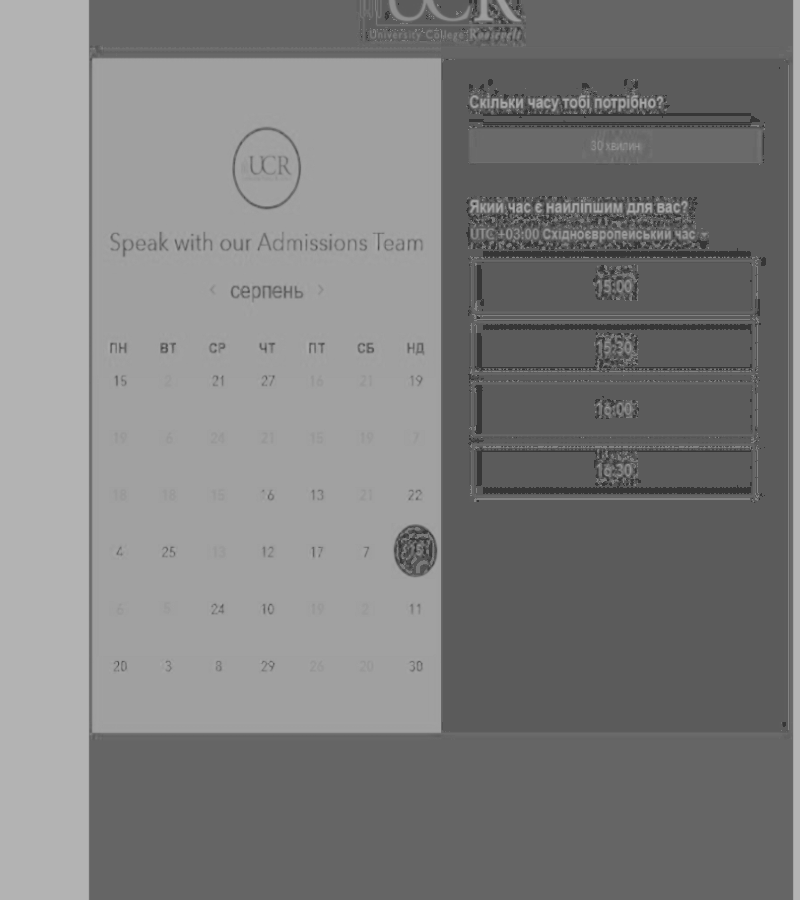 UCR
University College Roosevelt
UCR
Speak with our Admissions Team
‹ серпень ›
ПН ВТ СР ЧТ ПТ СБ НД
15 2 21 27 16 21 19
19 6 26 21 15 19 7
18 18 15 16 13 21 22
4 25 13 12 17 7
6 5 24 10 19 2 11
20 3 8 29 26 20 30
Скільки часу тобі потрібно?
30 хвилин
Який час є найліпшим для вас?
UTC +03:00 Східноєвропейський час
15:00
15:30
16:00
16:30